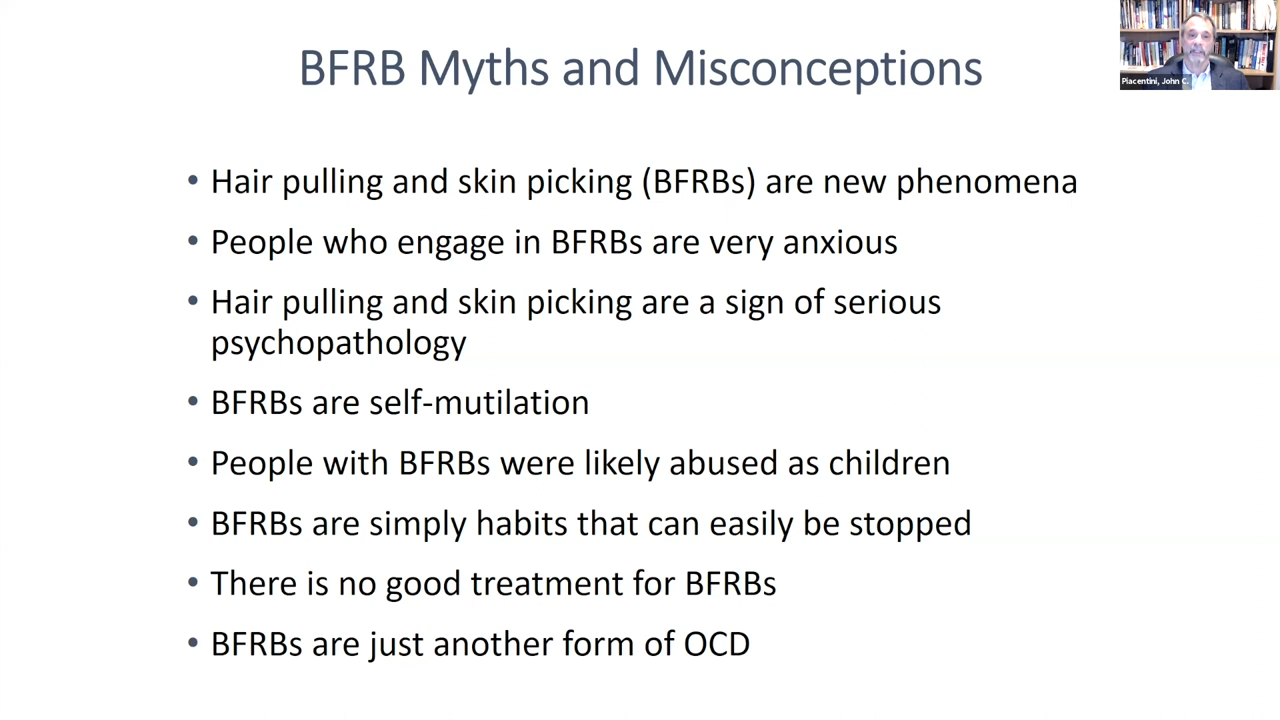 BFRB Myths and Misconceptions
Piacentini, John C.
• Hair pulling and skin picking (BFRBs) are new phenomena
• People who engage in BFRBs are very anxious
• Hair pulling and skin picking are a sign of serious
psychopathology
• BFRBs are self-mutilation
• People with BFRBs were likely abused as children
• BFRBs are simply habits that can easily be stopped
• There is no good treatment for BFRBs
• BFRBs are just another form of OCD